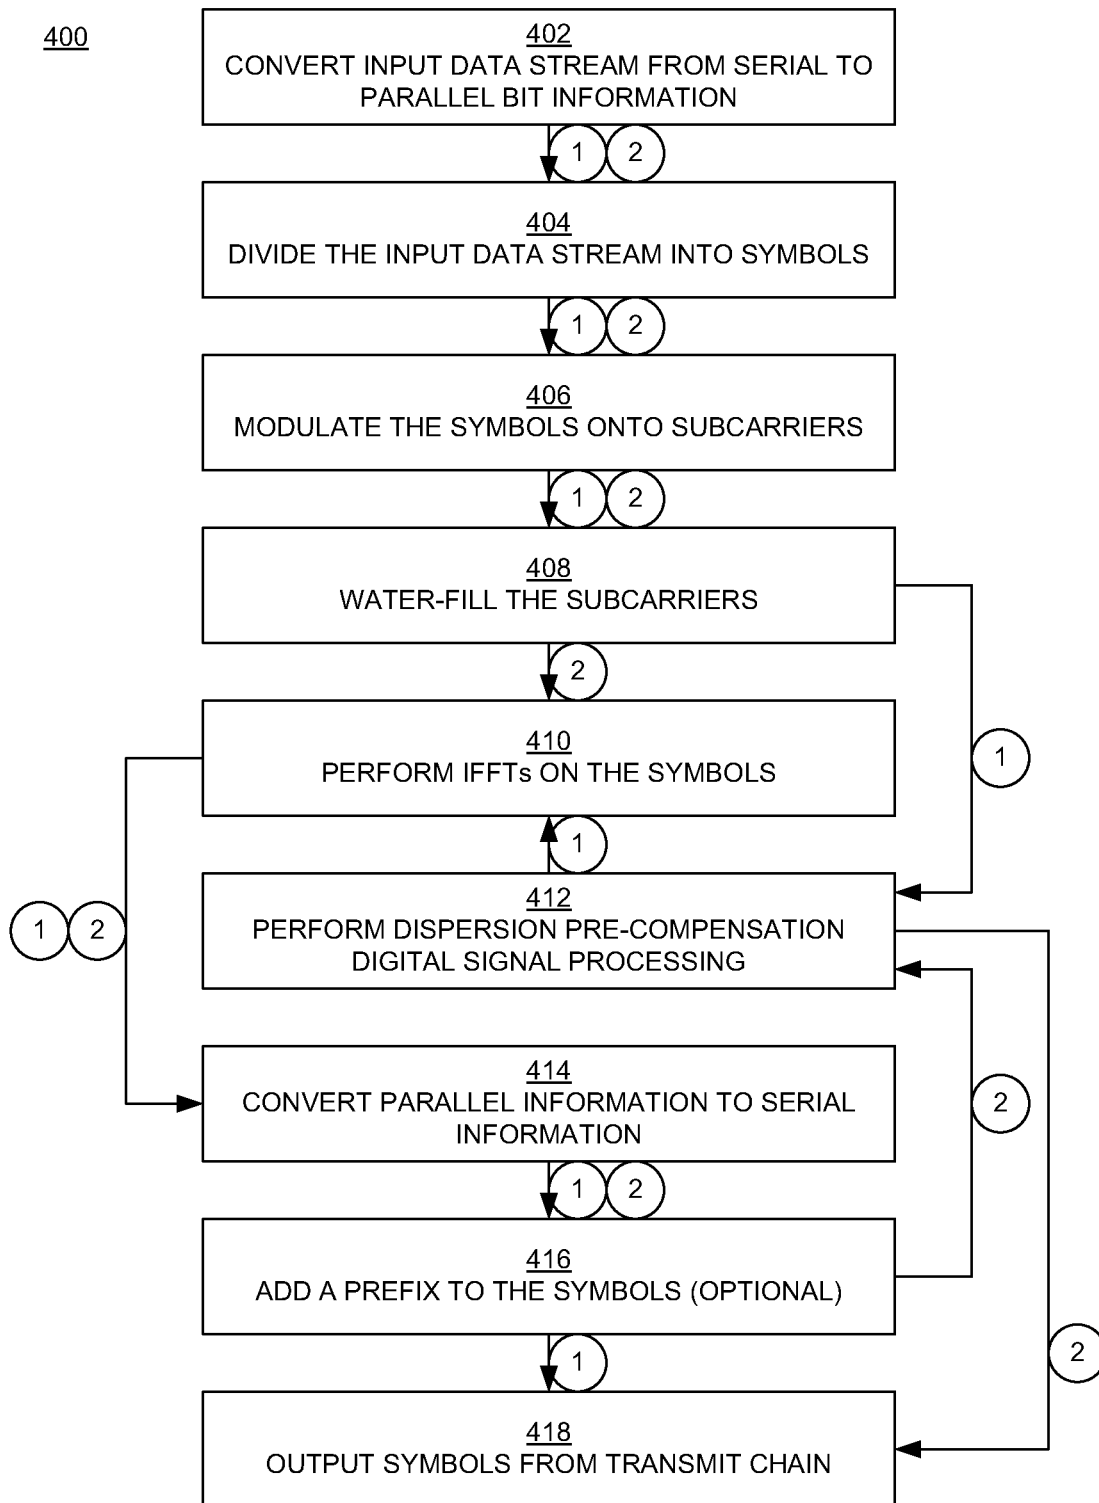 400
402
CONVERT INPUT DATA STREAM FROM SERIAL TO
PARALLEL BIT INFORMATION
1 2
404
DIVIDE THE INPUT DATA STREAM INTO SYMBOLS
1 2
406
MODULATE THE SYMBOLS ONTO SUBCARRIERS
1 2
408
WATER-FILL THE SUBCARRIERS
2
410
PERFORM IFFTs ON THE SYMBOLS
1
1
412
PERFORM DISPERSION PRE-COMPENSATION
DIGITAL SIGNAL PROCESSING
1 2
414
CONVERT PARALLEL INFORMATION TO SERIAL
INFORMATION
2
1 2
416
ADD A PREFIX TO THE SYMBOLS (OPTIONAL)
1
2
418
OUTPUT SYMBOLS FROM TRANSMIT CHAIN